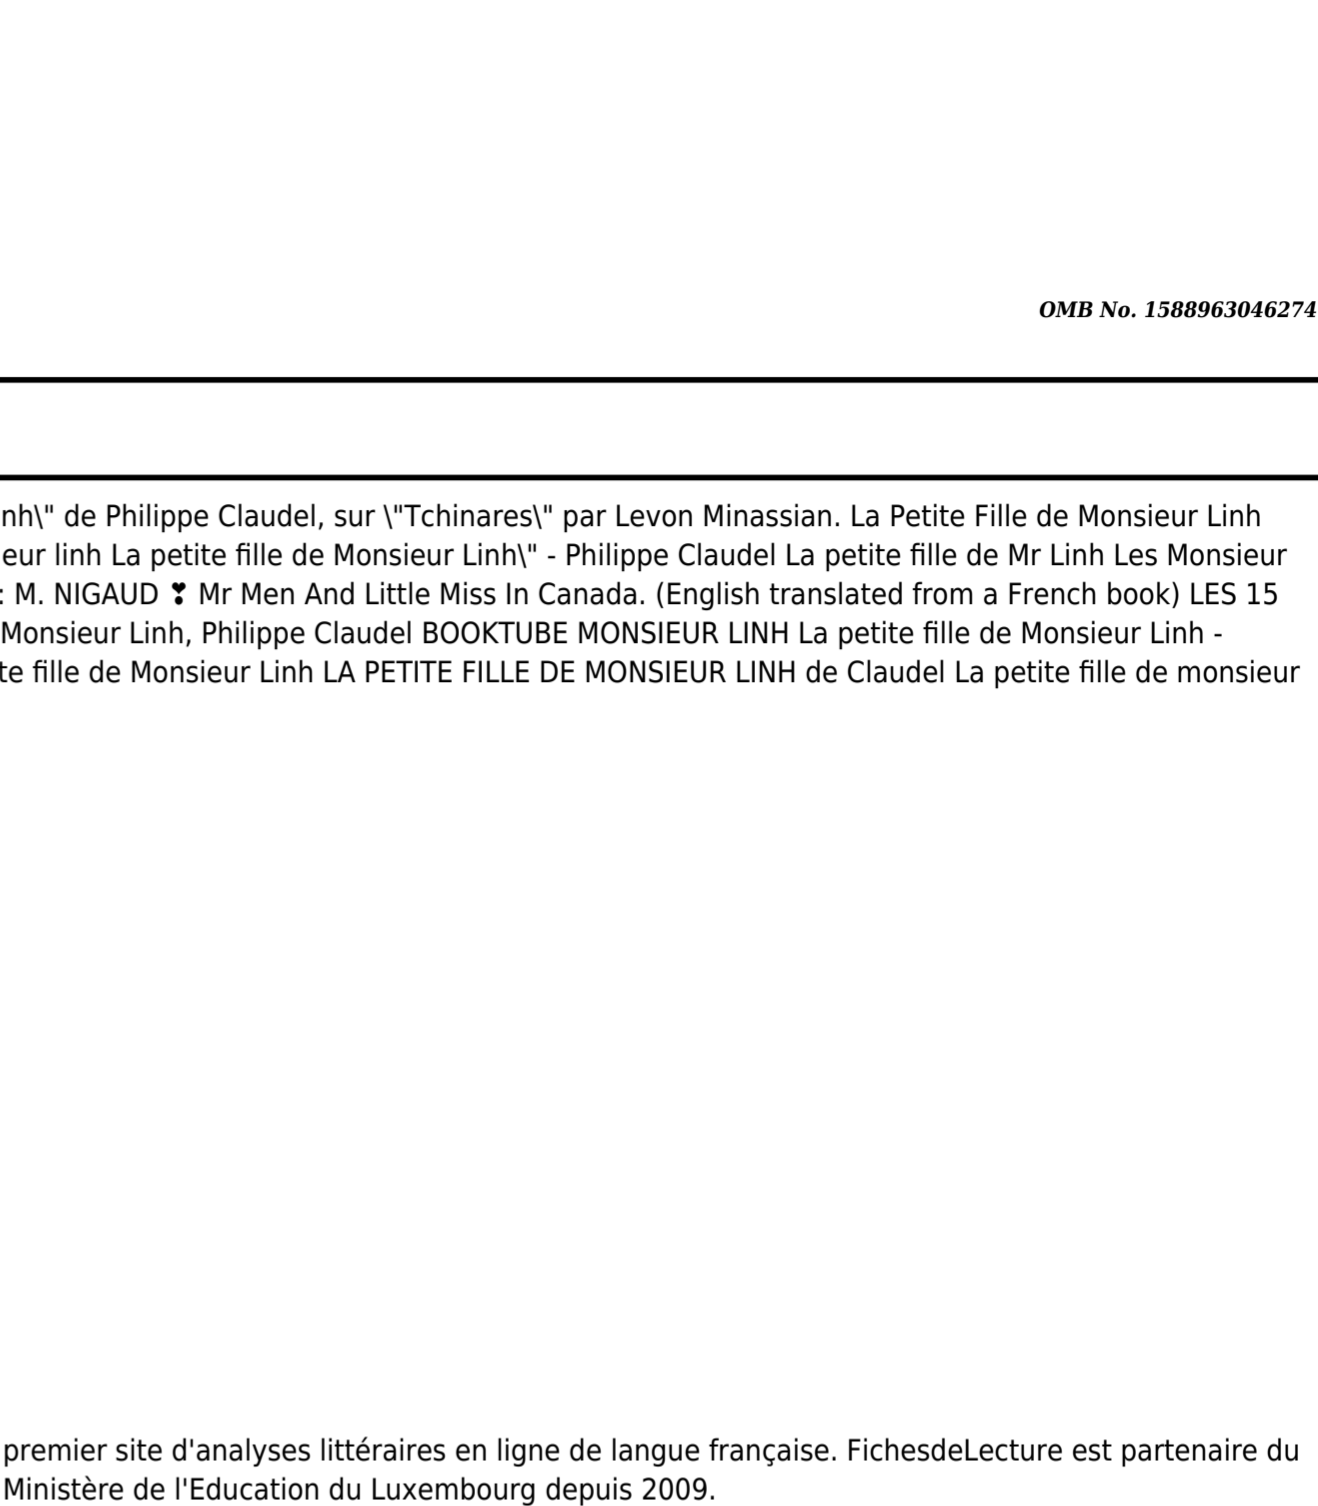 OMB No. 1588963046274
nh\" de Philippe Claudel, sur \"Tchinares\" par Levon Minassian. La Petite Fille de Monsieur Linh
eur linh La petite fille de Monsieur Linh\" - Philippe Claudel La petite fille de Mr Linh Les Monsieur
: M. NIGAUD ❣ Mr Men And Little Miss In Canada. (English translated from a French book) LES 15
Monsieur Linh, Philippe Claudel BOOKTUBE MONSIEUR LINH La petite fille de Monsieur Linh -
te fille de Monsieur Linh LA PETITE FILLE DE MONSIEUR LINH de Claudel La petite fille de monsieur
premier site d'analyses littéraires en ligne de langue française. FichesdeLecture est partenaire du
Ministère de l'Education du Luxembourg depuis 2009.